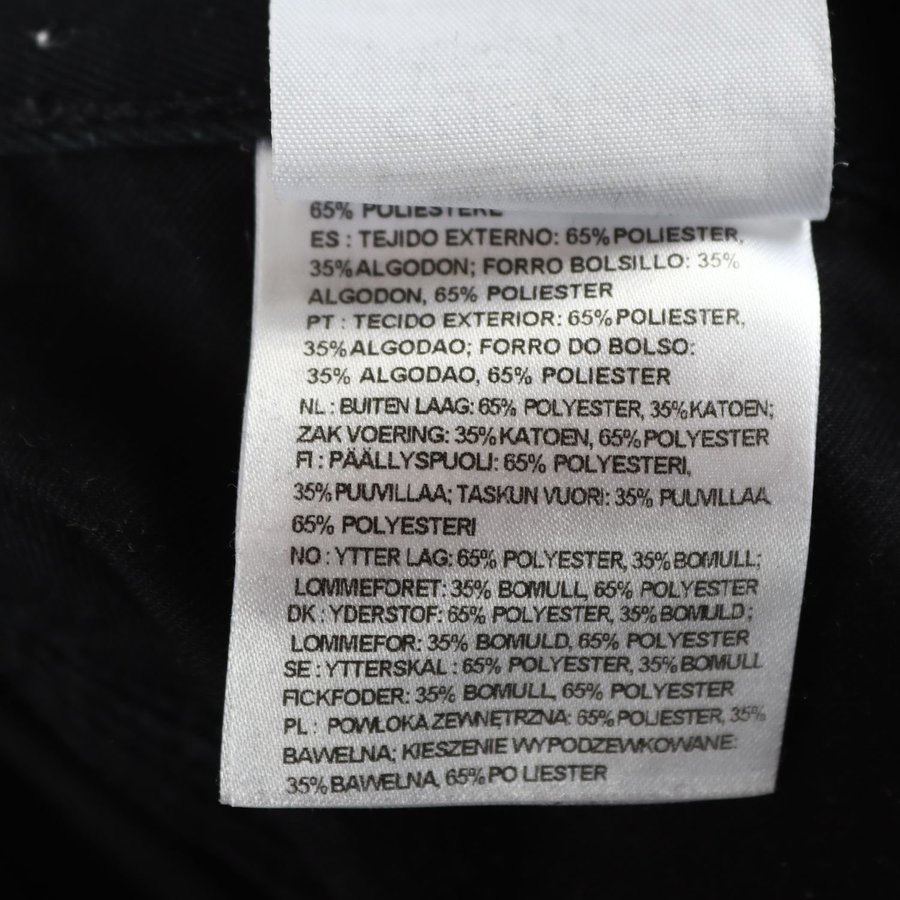 65% POLIESTERE
ES : TEJIDO EXTERNO: 65% POLIESTER,
35% ALGODON; FORRO BOLSILLO: 35%
ALGODON, 65% POLIESTER
PT : TECIDO EXTERIOR: 65% POLIESTER,
35% ALGODAO; FORRO DO BOLSO:
35% ALGODAO, 65% POLIESTER
NL : BUITEN LAAG: 65% POLYESTER, 35% KATOEN;
ZAK VOERING: 35% KATOEN, 65% POLYESTER
FI : PÄÄLLYSPUOLI: 65% POLYESTERI,
35% PUUVILLAA; TASKUN VUORI: 35% PUUVILLAA
65% POLYESTERI
NO : YTTER LAG: 65% POLYESTER, 35% BOMULL;
LOMMEFORET: 35% BOMULL, 65% POLYESTER
DK : YDERSTOF: 65% POLYESTER, 35% BOMULD;
LOMMEFOR: 35% BOMULD, 65% POLYESTER
SE : YTTERSKAL : 65% POLYESTER, 35% BOMULL
FICKFODER: 35% BOMULL, 65% POLYESTER
PL : POWLOKA ZEWNETRZNA: 65% POLIESTER, 35%
BAWELNA; KIESZENIE WYPODZEWKOWANE:
35% BAWELNA, 65% PO LIESTER